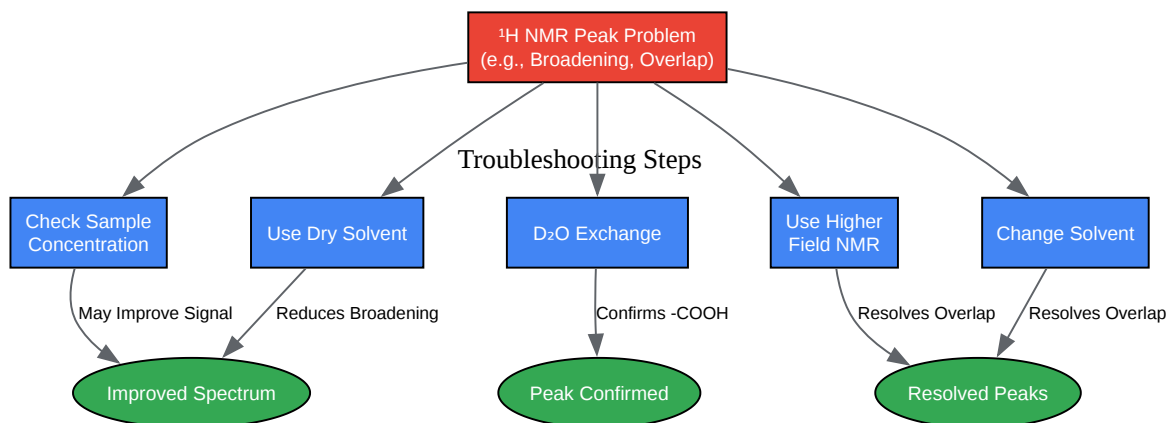 ¹H NMR Peak Problem
(e.g., Broadening, Overlap)
Troubleshooting Steps
Check Sample
Concentration
Use Dry Solvent
D₂O Exchange
Use Higher
Field NMR
Change Solvent
May Improve Signal
Reduces Broadening
Confirms -COOH
Resolves Overlap
Resolves Overlap
Improved Spectrum
Peak Confirmed
Resolved Peaks